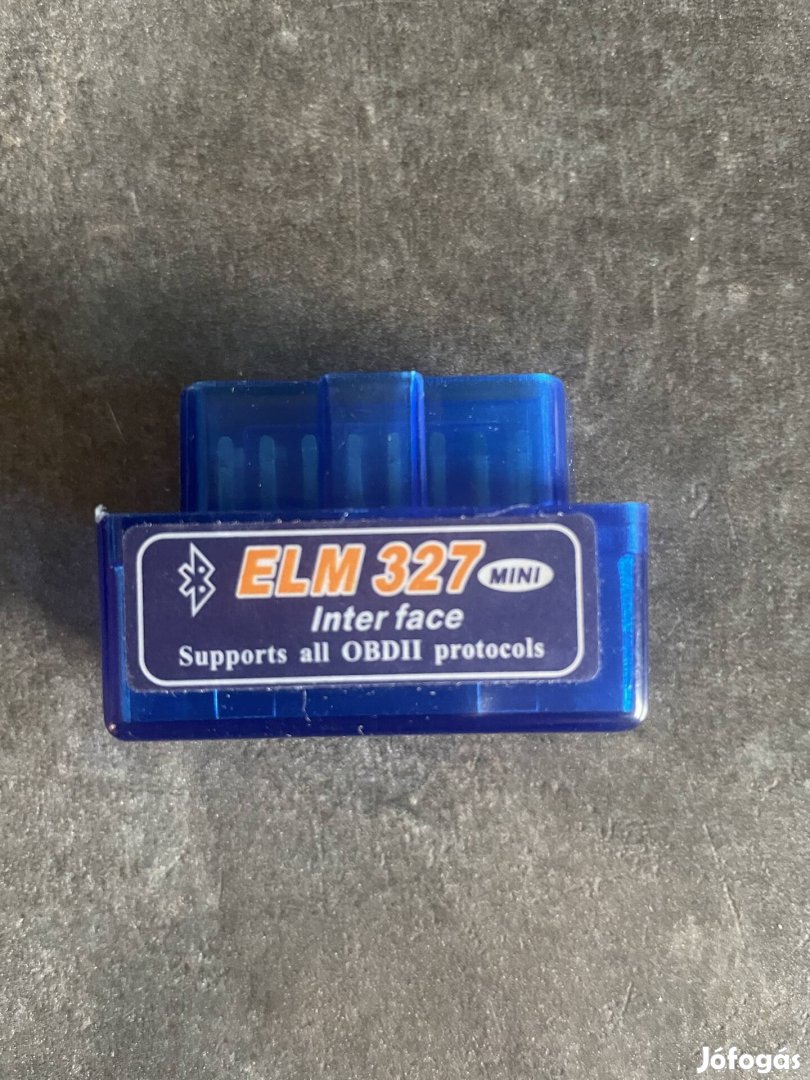 ELM 327 MINI
Inter face
Supports all OBDII protocols
Jófogás